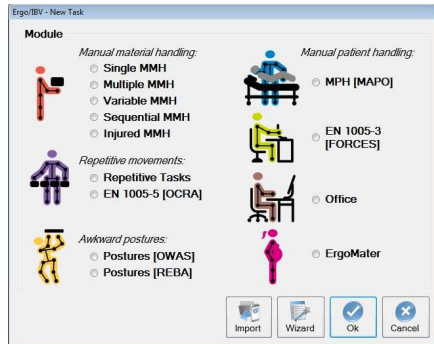 Ergo/IBV - New Task
Module
Manual material handling:
Single MMH
Multiple MMH
Variable MMH
Sequential MMH
Injured MMH
Repetitive movements:
Repetitive Tasks
EN 1005-5 [OCRA]
Awkward postures:
Postures [OWAS]
Postures [REBA]
Manual patient handling:
MPH [MAPO]
EN 1005-3
[FORCES]
Office
ErgoMater
Import
Wizard
Ok
Cancel